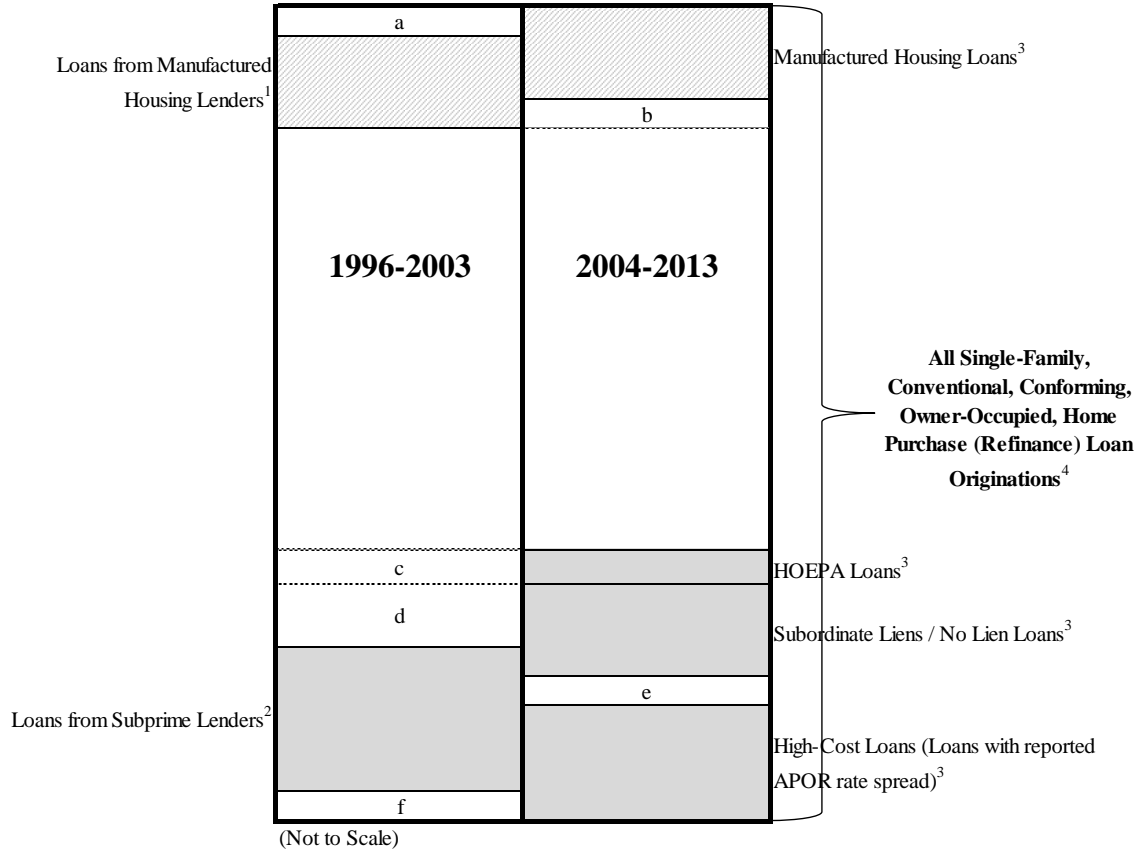 a
Loans from Manufactured
Housing Lenders1
Manufactured Housing Loans3
b
1996-2003
2004-2013
All Single-Family,
Conventional, Conforming,
Owner-Occupied, Home
Purchase (Refinance) Loan
Originations4
c
HOEPA Loans3
d
Subordinate Liens / No Lien Loans3
e
Loans from Subprime Lenders2
High-Cost Loans (Loans with reported
APOR rate spread)3
f
(Not to Scale)